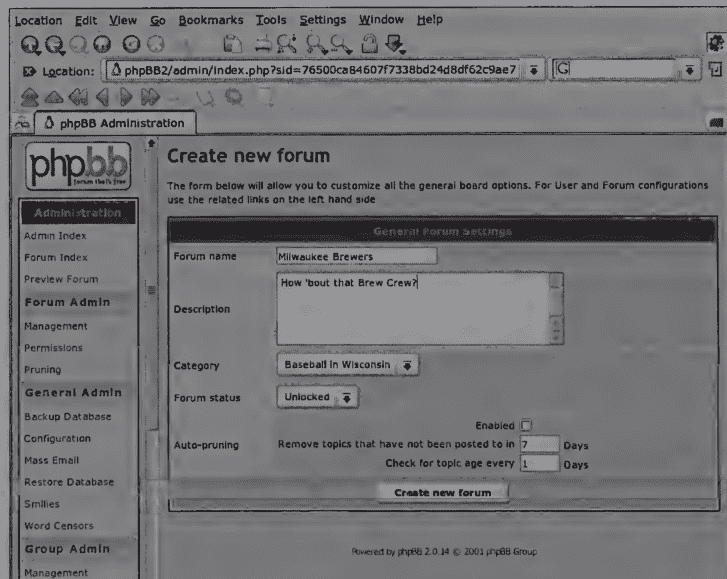 Location Edit View Go Bookmarks Tools Settings Window Help
Location: phpBB2/admin/index.php?sid=76500ca84607f7338bd24d8df62c9ae7 G
phpBB Administration
phpbb
forum that's free
Administration
Admin Index
Forum Index
Preview Forum
Forum Admin
Management
Permissions
Pruning
General Admin
Backup Database
Configuration
Mass Email
Restore Database
Smilies
Word Censors
Group Admin
Management
Create new forum
The form below will allow you to customize all the general board options. For User and Forum configurations
use the related links on the left hand side
General Forum Settings
Forum name Milwaukee Brewers
Description How 'bout that Brew Crew?
Category Baseball in Wisconsin
Forum status Unlocked
Enabled
Auto-pruning Remove topics that have not been posted to in 7 Days
Check for topic age every 1 Days
Create new forum
Powered by phpBB 2.0.14 © 2001 phpBB Group